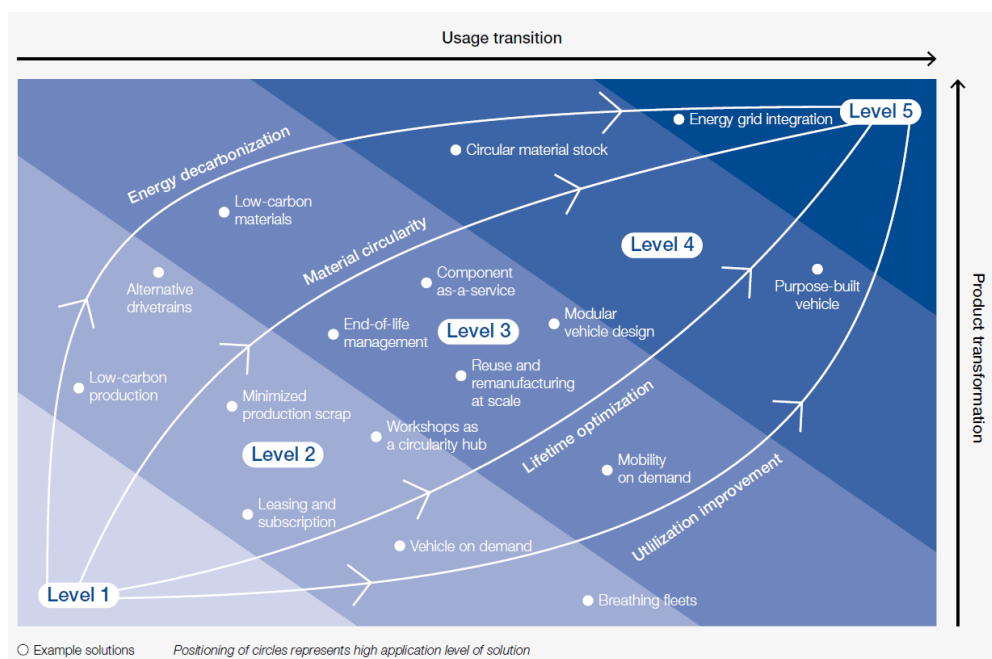 Usage transition
Level 5
Energy grid integration
Circular material stock
Energy decarbonization
Low-carbon
materials
Material circularity
Level 4
Component
as-a-service
Alternative
drivetrains
Purpose-built
vehicle
Product transformation
Modular
vehicle design
End-of-life
management
Level 3
Reuse and
remanufacturing
at scale
Low-carbon
production
Minimized
production scrap
Workshops as
a circularity hub
Lifetime optimization
Level 2
Mobility
on demand
Utlilization improvement
Leasing and
subscription
Vehicle on demand
Level 1
Breathing fleets
Example solutions
Positioning of circles represents high application level of solution